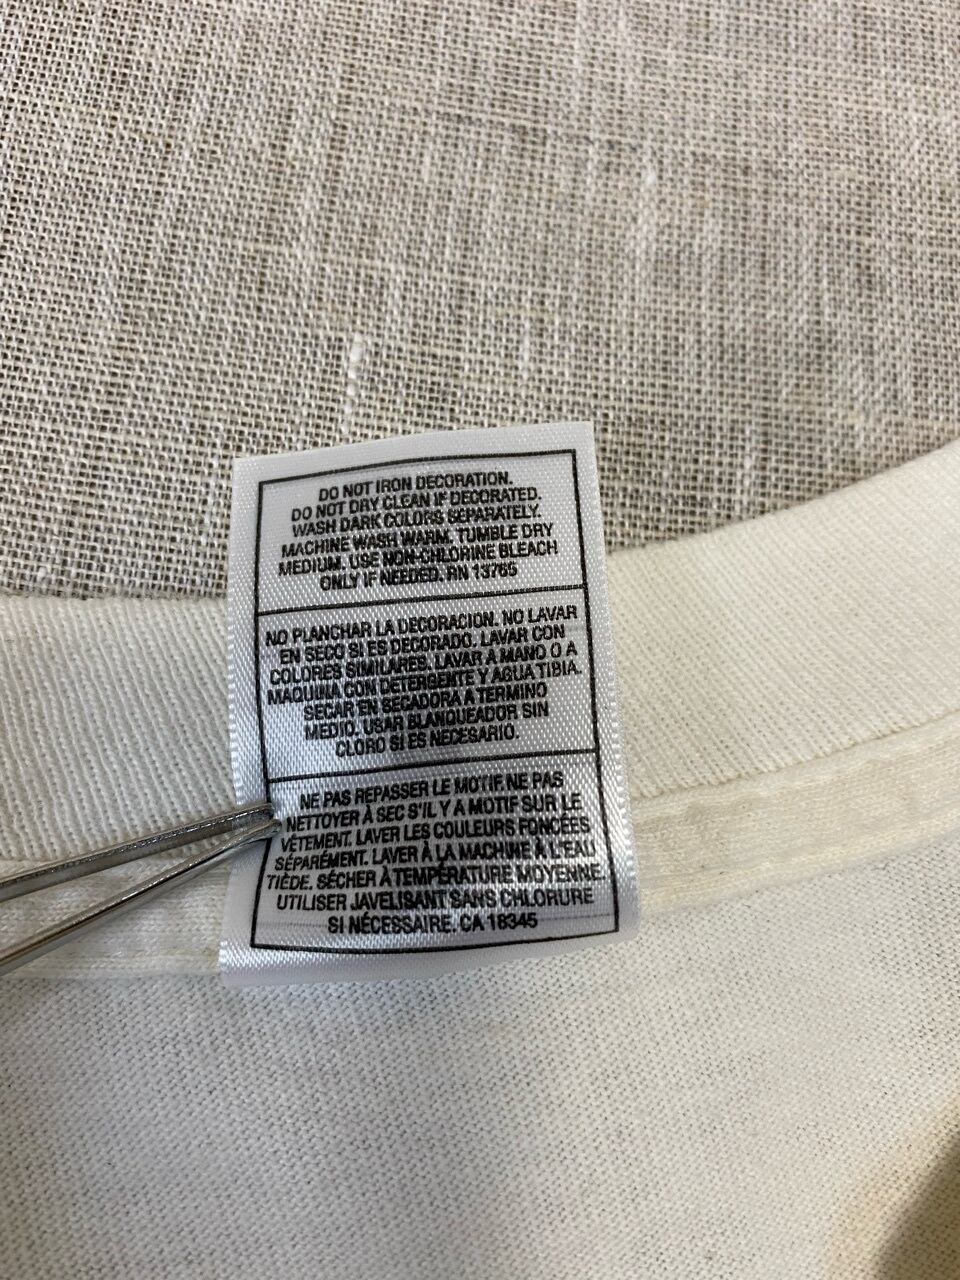 DO NOT IRON DECORATION.
DO NOT DRY CLEAN IF DECORATED.
WASH DARK COLORS SEPARATELY.
MACHINE WASH WARM. TUMBLE DRY
MEDIUM. USE NON-CHLORINE BLEACH
ONLY IF NEEDED. RN 13765
NO PLANCHAR LA DECORACION. NO LAVAR
EN SECO SI ES DECORADO. LAVAR CON
COLORES SIMILARES. LAVAR A MANO O A
MAQUINA CON DETERGENTE Y AGUA TIBIA.
SECAR EN SECADORA A TERMINO
MEDIO. USAR BLANQUEADOR SIN
CLORO SI ES NECESARIO.
NE PAS REPASSER LE MOTIF. NE PAS
NETTOYER À SEC S'IL Y A MOTIF SUR LE
VÊTEMENT. LAVER LES COULEURS FONCÉES
SÉPARÉMENT. LAVER À LA MACHINE À L'EAU
TIÈDE. SÉCHER À TEMPÉRATURE MOYENNE.
UTILISER JAVELISANT SANS CHLORURE
SI NÉCESSAIRE. CA 18345